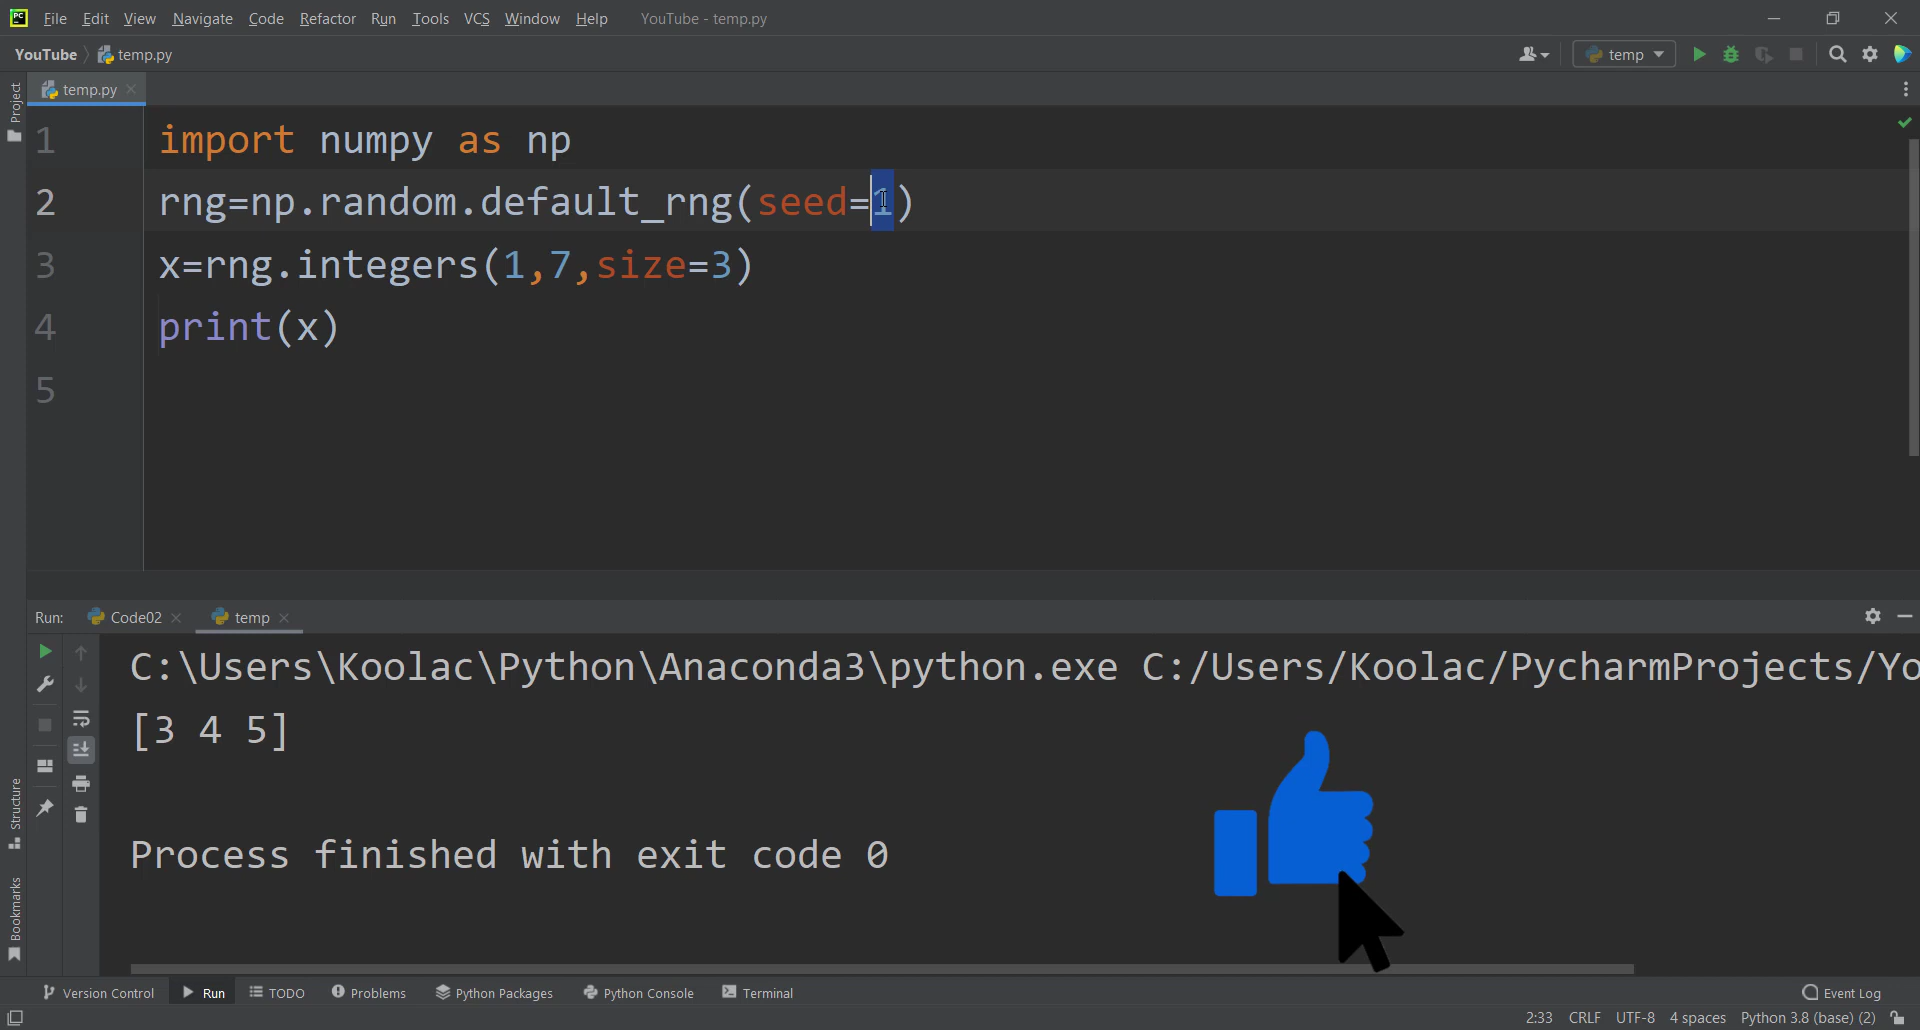 PC File Edit View Navigate Code Refactor Run Tools VCS Window Help YouTube - temp.py
YouTube temp.py temp
Project
temp.py
1 import numpy as np
2 rng=np.random.default_rng(seed=1)
3 x=rng.integers(1,7,size=3)
4 print(x)
5
Run: Code02 temp
C:\Users\Koolac\Python\Anaconda3\python.exe C:/Users/Koolac/PycharmProjects/Yo
[3 4 5]
Process finished with exit code 0
Structure
Bookmarks
Version Control Run TODO Problems Python Packages Python Console Terminal Event Log
2:33 CRLF UTF-8 4 spaces Python 3.8 (base) (2)